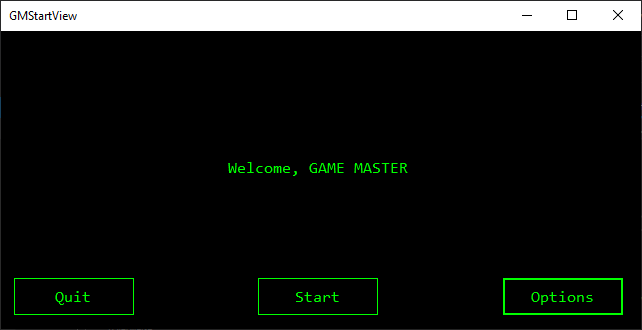 GMStartView
Welcome, GAME MASTER
Quit
Start
Options